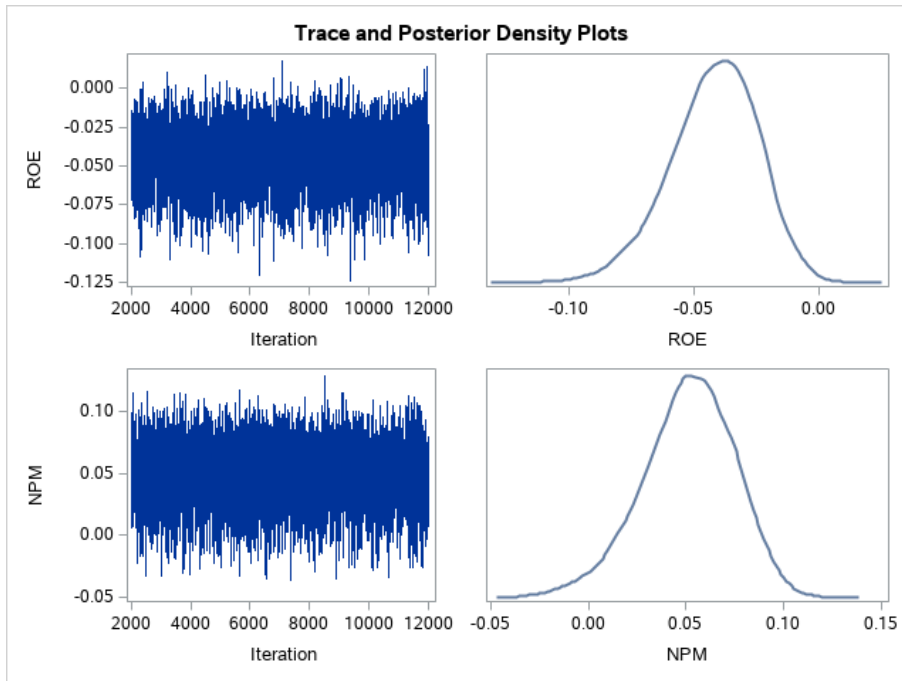 Trace and Posterior Density Plots
ROE
0.000
-0.025
-0.050
-0.075
-0.100
-0.125
2000 4000 6000 8000 10000 12000
Iteration
-0.10 -0.05 0.00
ROE
NPM
0.10
0.05
0.00
-0.05
2000 4000 6000 8000 10000 12000
Iteration
-0.05 0.00 0.05 0.10 0.15
NPM